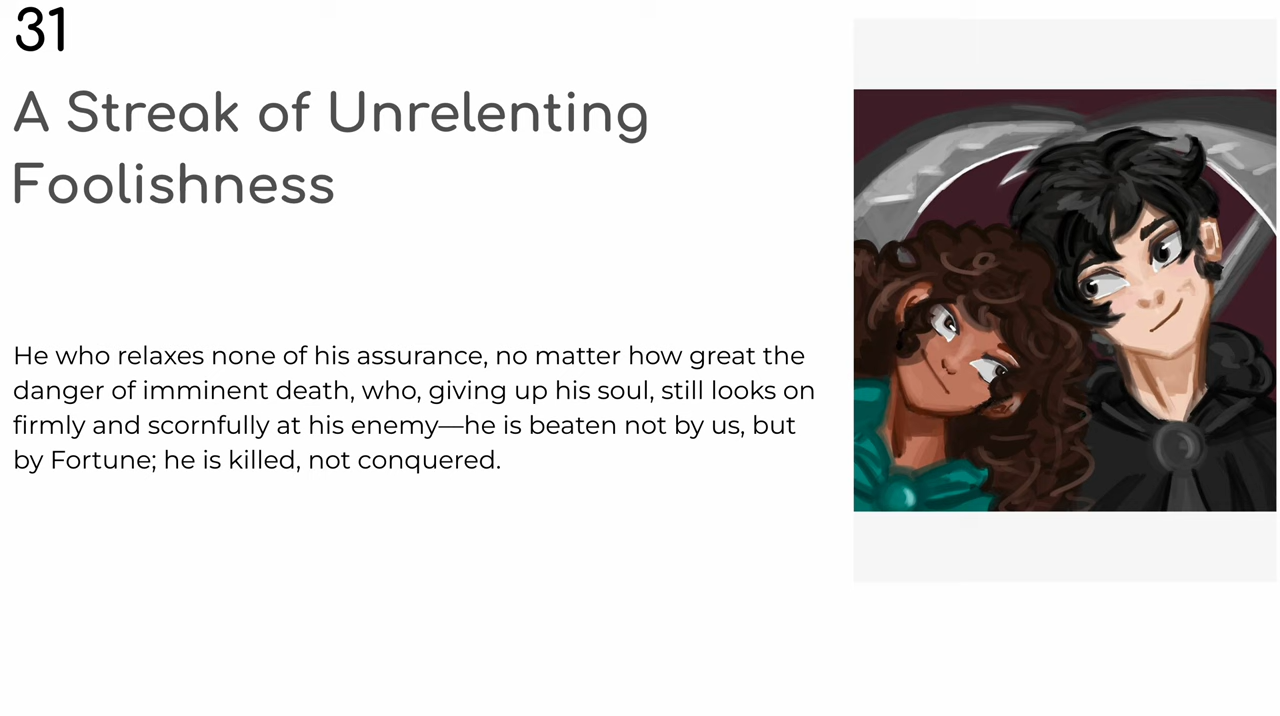 31
A Streak of Unrelenting
Foolishness
He who relaxes none of his assurance, no matter how great the
danger of imminent death, who, giving up his soul, still looks on
firmly and scornfully at his enemy—he is beaten not by us, but
by Fortune; he is killed, not conquered.